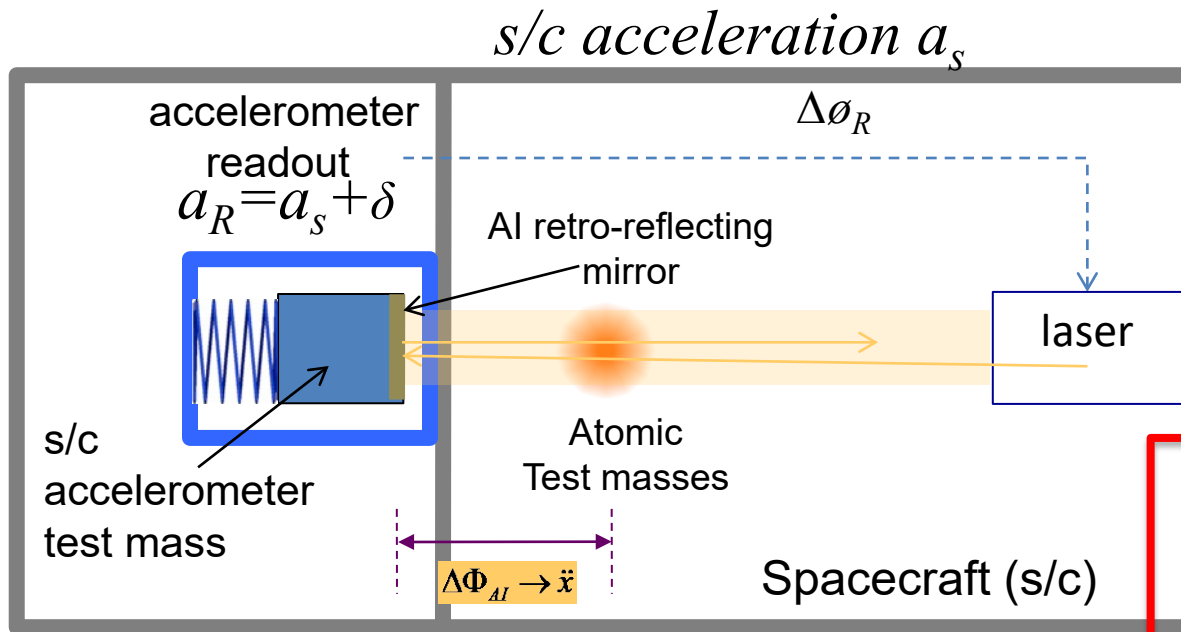 s/c acceleration a_s
accelerometer
readout
a_R=a_s+δ
Δø_R
AI retro-reflecting
mirror
laser
s/c
accelerometer
test mass
Atomic
Test masses
ΔΦ_AI → ẍ
Spacecraft (s/c)